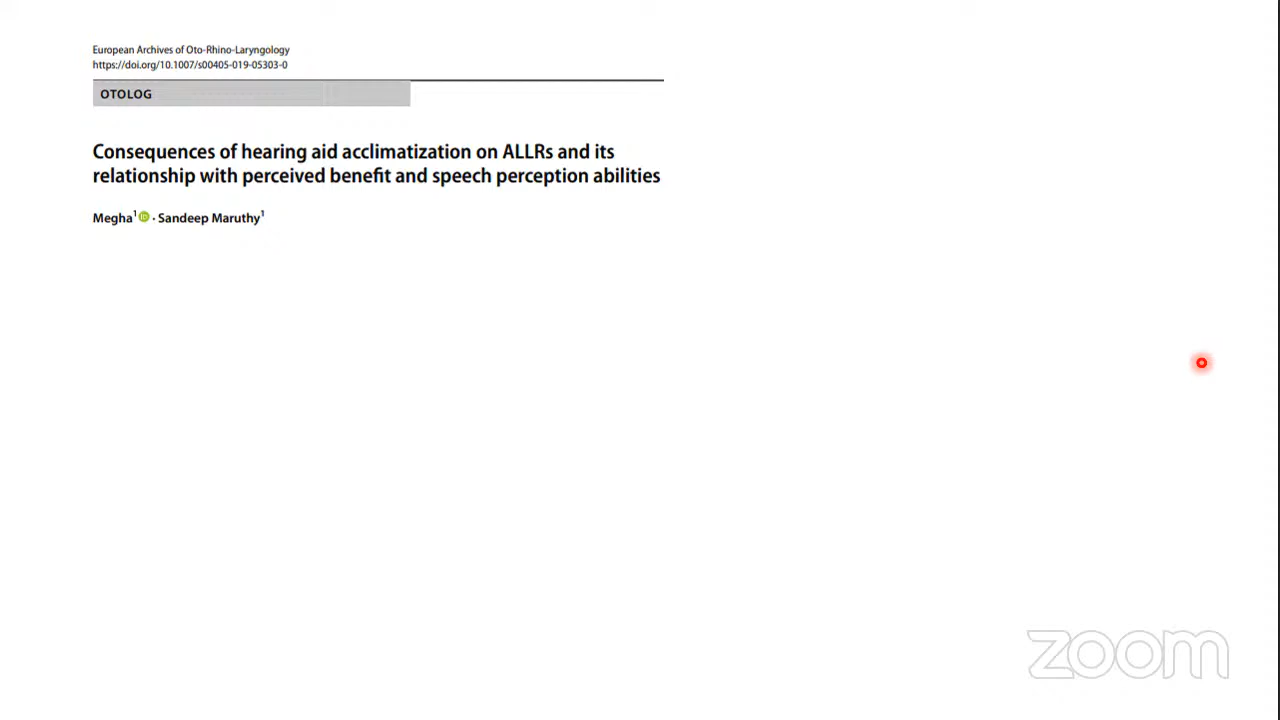 European Archives of Oto-Rhino-Laryngology
https://doi.org/10.1007/s00405-019-05303-0
OTOLOG
Consequences of hearing aid acclimatization on ALLRs and its
relationship with perceived benefit and speech perception abilities
Megha1 iD · Sandeep Maruthy1
zoom